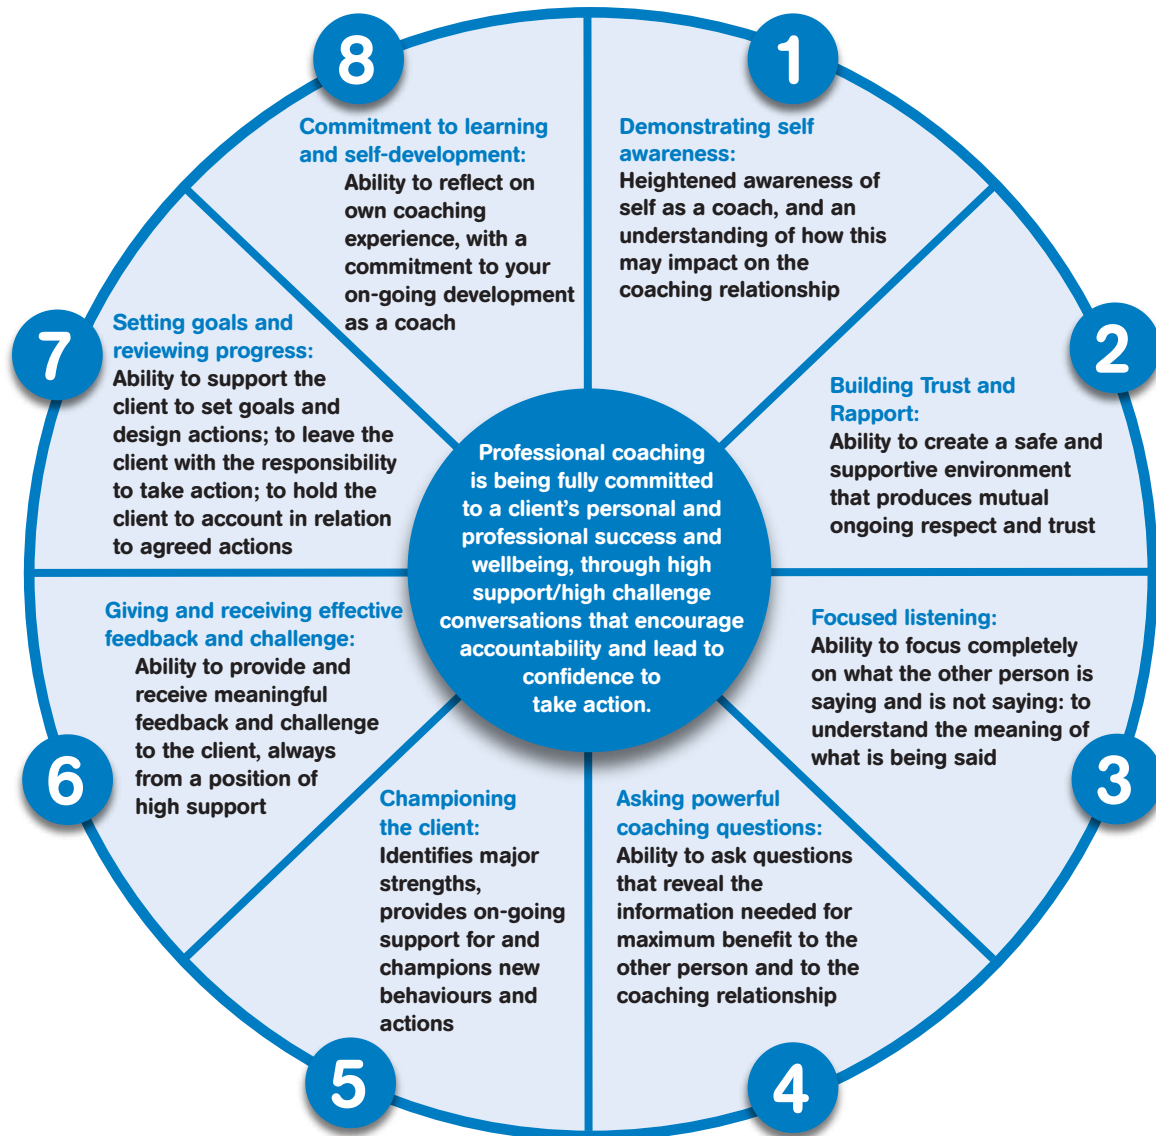 1
Demonstrating self
awareness:
Heightened awareness of
self as a coach, and an
understanding of how this
may impact on the
coaching relationship
2
Building Trust and
Rapport:
Ability to create a safe and
supportive environment
that produces mutual
ongoing respect and trust
3
Focused listening:
Ability to focus completely
on what the other person is
saying and is not saying: to
understand the meaning of
what is being said
4
Asking powerful
coaching questions:
Ability to ask questions
that reveal the
information needed for
maximum benefit to the
other person and to the
coaching relationship
5
Championing
the client:
Identifies major
strengths,
provides on-going
support for and
champions new
behaviours and
actions
6
Giving and receiving effective
feedback and challenge:
Ability to provide and
receive meaningful
feedback and challenge
to the client, always
from a position of
high support
7
Setting goals and
reviewing progress:
Ability to support the
client to set goals and
design actions; to leave the
client with the responsibility
to take action; to hold the
client to account in relation
to agreed actions
8
Commitment to learning
and self-development:
Ability to reflect on
own coaching
experience, with a
commitment to your
on-going development
as a coach
Professional coaching
is being fully committed
to a client's personal and
professional success and
wellbeing, through high
support/high challenge
conversations that encourage
accountability and lead to
confidence to
take action.